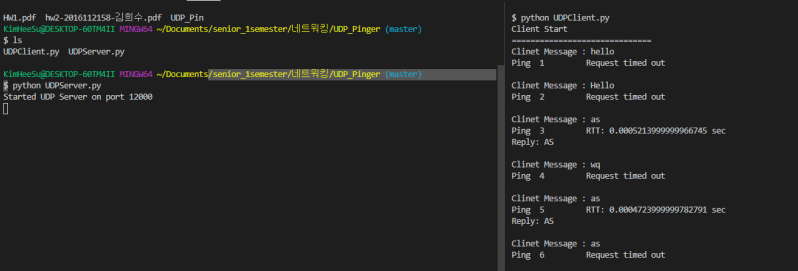 HW1.pdf  hw2-2016112158-김희수.pdf  UDP_Pin
KimHeeSu@DESKTOP-60TM4II MINGW64 ~/Documents/senior_1semester/네트워킹/UDP_Pinger (master)
$ ls
UDPClient.py  UDPServer.py
KimHeeSu@DESKTOP-60TM4II MINGW64 ~/Documents/senior_1semester/네트워킹/UDP_Pinger (master)
$ python UDPServer.py
Started UDP Server on port 12000
$ python UDPClient.py
Client Start
==============================
Clinet Message : hello
Ping  1        Request timed out
Clinet Message : Hello
Ping  2        Request timed out
Clinet Message : as
Ping  3        RTT: 0.0005213999999966745 sec
Reply: AS
Clinet Message : wq
Ping  4        Request timed out
Clinet Message : as
Ping  5        RTT: 0.0004723999999782791 sec
Reply: AS
Clinet Message : as
Ping  6        Request timed out